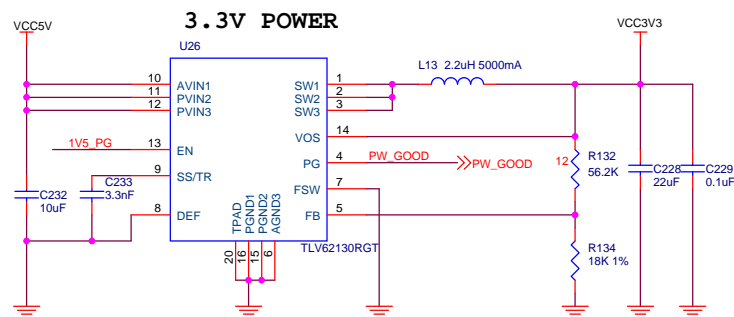 3.3V POWER
VCC5V
VCC3V3
U26
L13 2.2uH 5000mA
10 AVIN1 SW1 1
11 PVIN2 SW2 2
12 PVIN3 SW3 3
VOS 14
1V5_PG 13 EN
PG 4 PW_GOOD PW_GOOD
12 R132
56.2K
9 SS/TR
FSW 7
C232
10uF
C233
3.3nF
C228
22uF
C229
0.1uF
8 DEF
FB 5
TPAD
PGND1
PGND2
AGND3
20
16
15
6
TLV62130RGT
R134
18K 1%